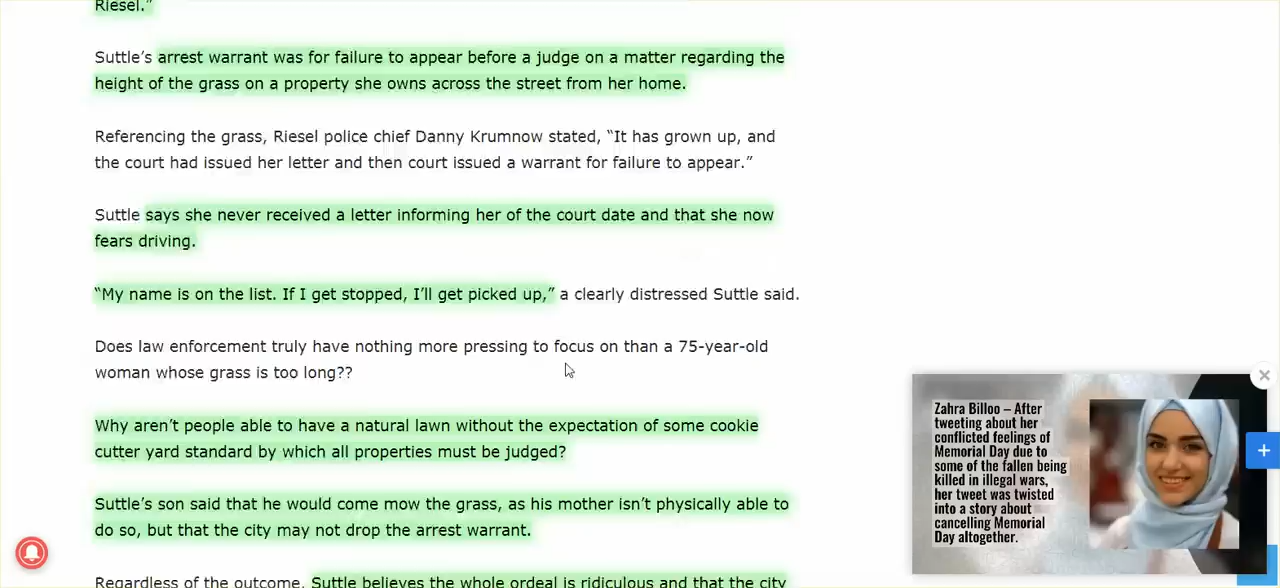 Riesel.”
Suttle’s arrest warrant was for failure to appear before a judge on a matter regarding the
height of the grass on a property she owns across the street from her home.
Referencing the grass, Riesel police chief Danny Krumnow stated, “It has grown up, and
the court had issued her letter and then court issued a warrant for failure to appear.”
Suttle says she never received a letter informing her of the court date and that she now
fears driving.
“My name is on the list. If I get stopped, I’ll get picked up,” a clearly distressed Suttle said.
Does law enforcement truly have nothing more pressing to focus on than a 75-year-old
woman whose grass is too long??
Why aren’t people able to have a natural lawn without the expectation of some cookie
cutter yard standard by which all properties must be judged?
Suttle’s son said that he would come mow the grass, as his mother isn’t physically able to
do so, but that the city may not drop the arrest warrant.
Regardless of the outcome, Suttle believes the whole ordeal is ridiculous and that the city
Zahra Billoo – After
tweeting about her
conflicted feelings of
Memorial Day due to
some of the fallen being
killed in illegal wars,
her tweet was twisted
into a story about
cancelling Memorial
Day altogether.